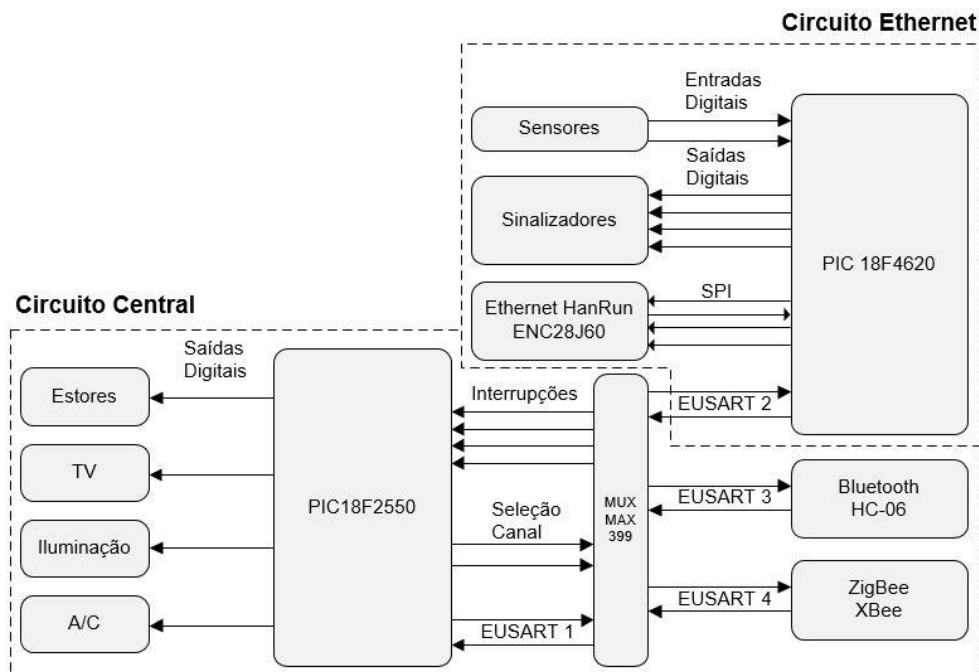 Circuito Ethernet
Entradas
Digitais
Sensores
Saídas
Digitais
Sinalizadores
PIC 18F4620
SPI
Ethernet HanRun
ENC28J60
Circuito Central
Saídas
Digitais
Estores
Interrupções
EUSART 2
TV
PIC18F2550
Seleção
Canal
MUX
MAX
399
EUSART 3
Bluetooth
HC-06
Iluminação
A/C
EUSART 1
EUSART 4
ZigBee
XBee